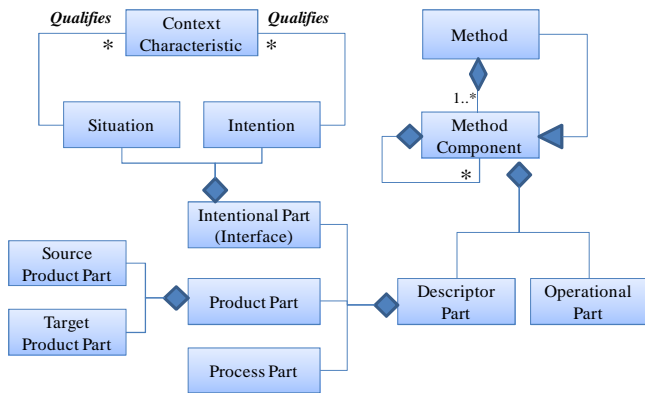 Qualifies
Qualifies
Context
Characteristic
*
*
Method
1..*
Situation
Intention
Method
Component
*
Intentional Part
(Interface)
Source
Product Part
Product Part
Descriptor
Part
Operational
Part
Target
Product Part
Process Part